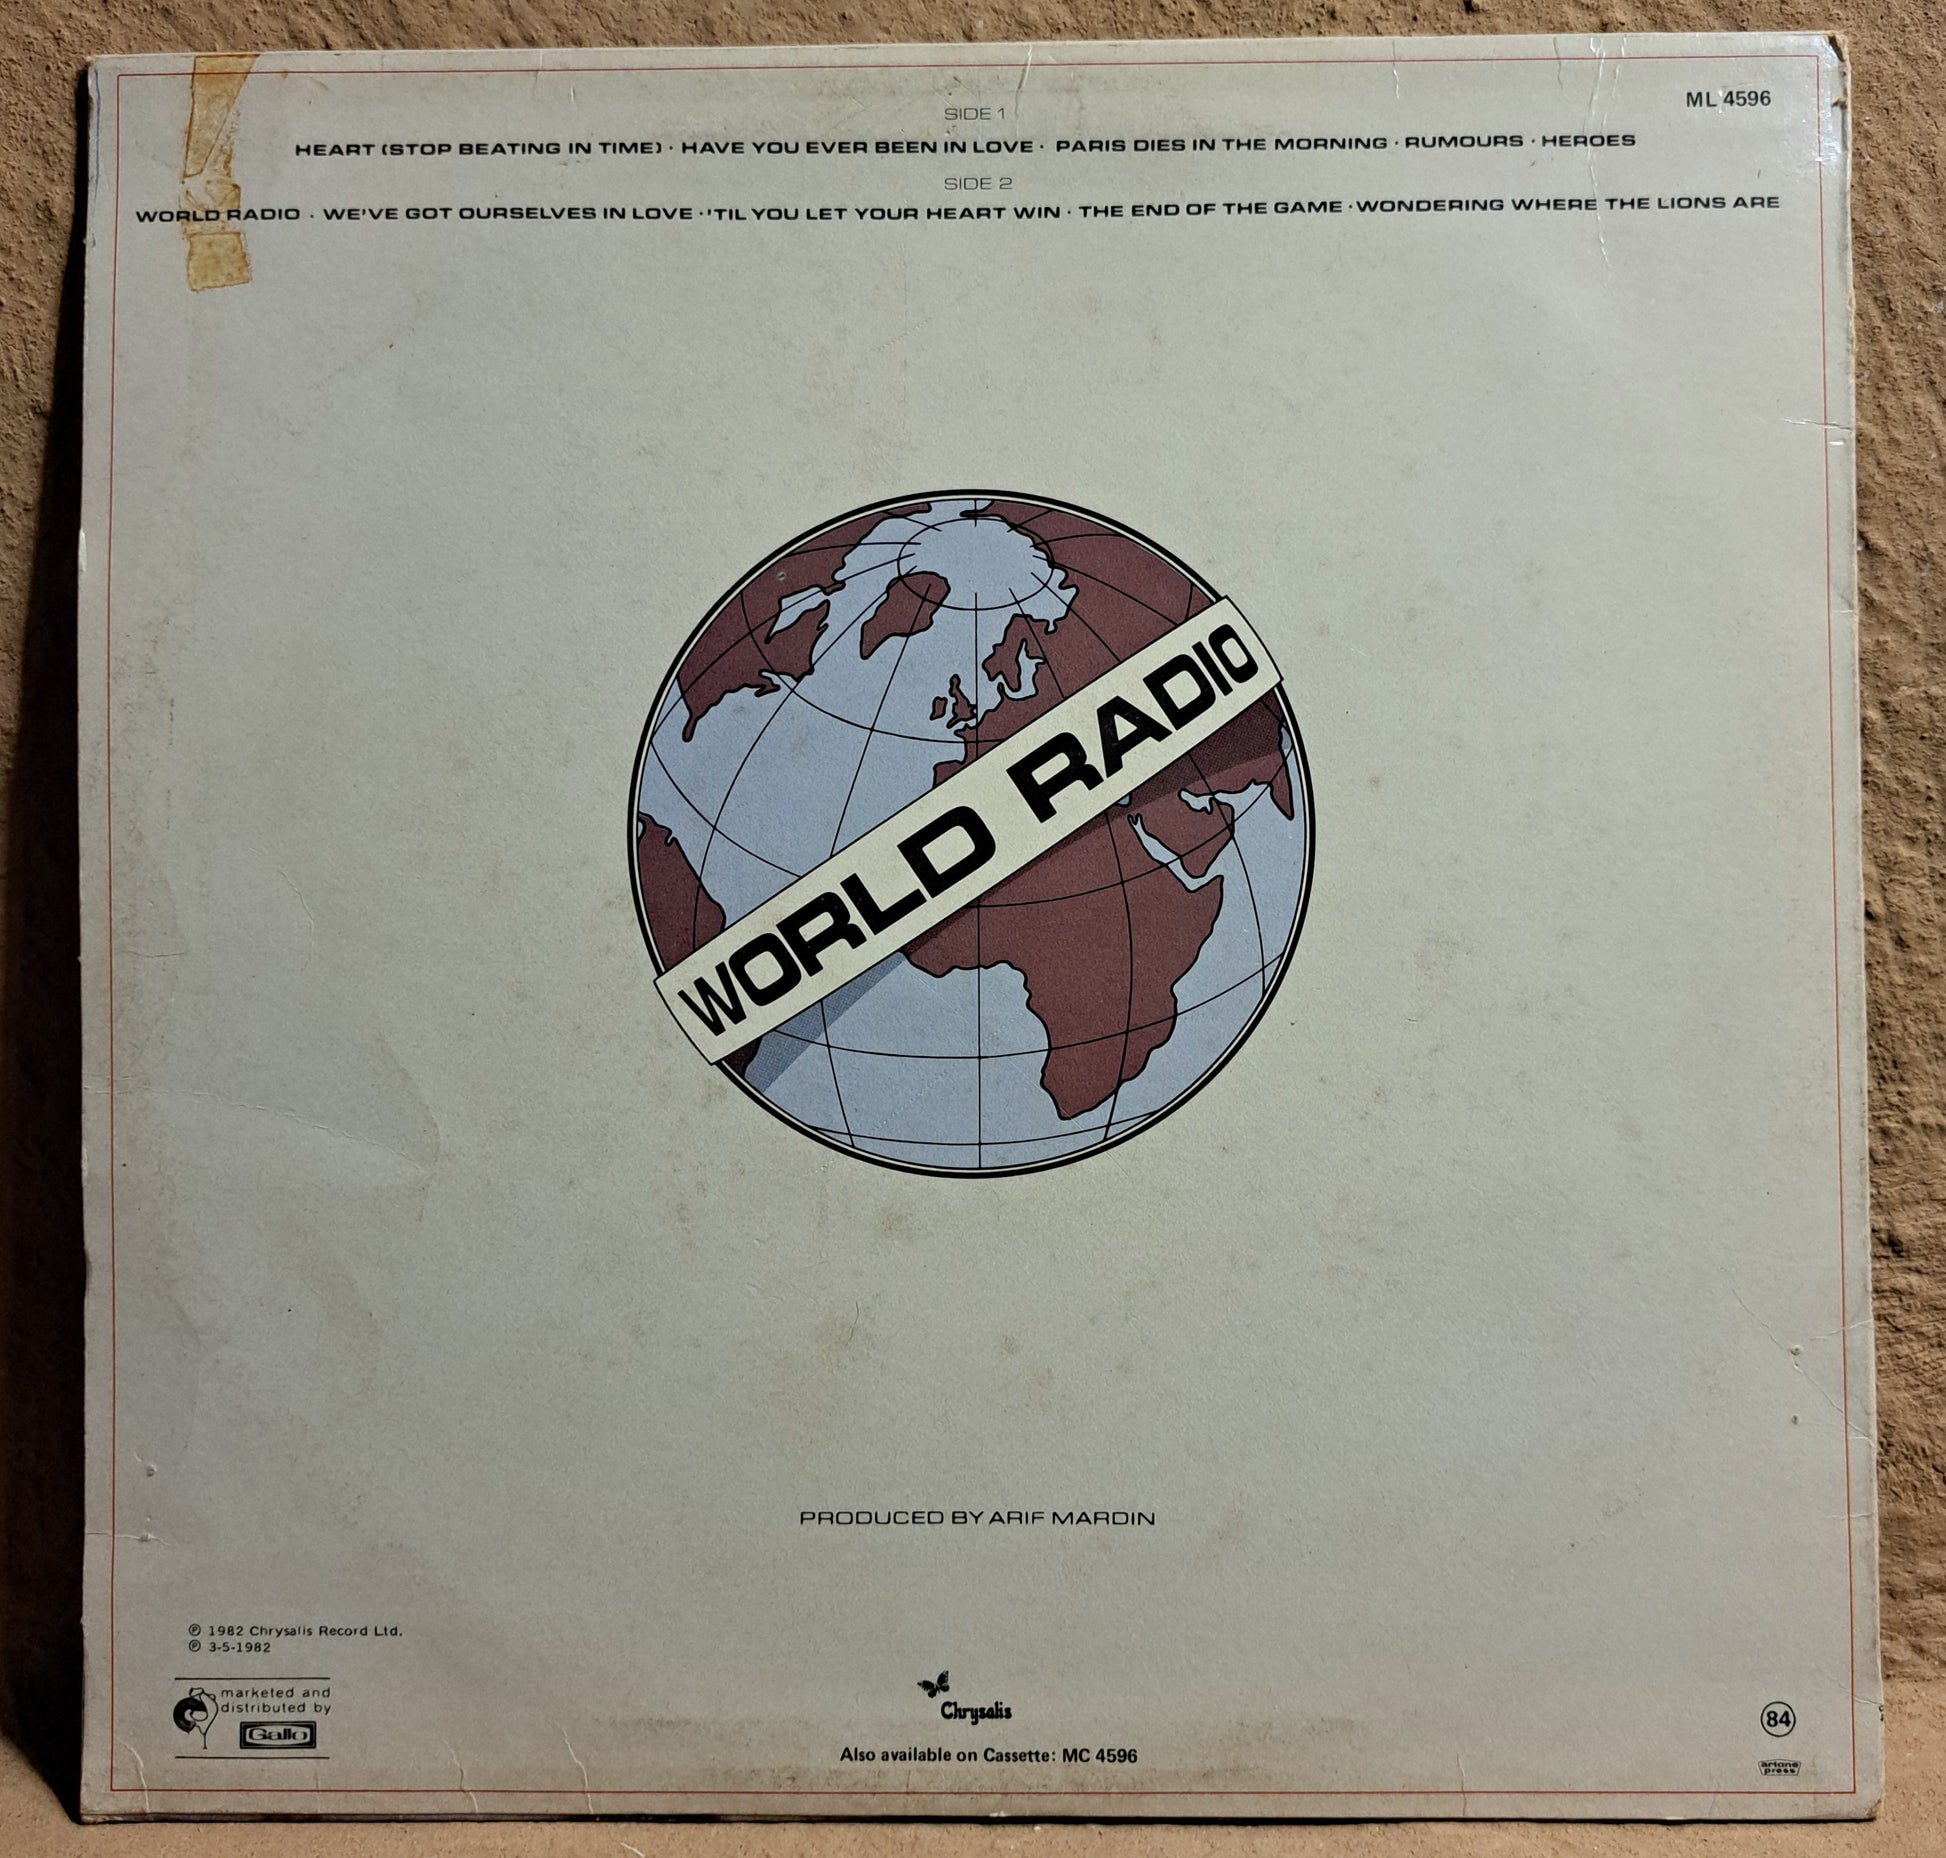 ML 4596
SIDE 1
HEART (STOP BEATING IN TIME) · HAVE YOU EVER BEEN IN LOVE · PARIS DIES IN THE MORNING · RUMOURS · HEROES
SIDE 2
WORLD RADIO · WE'VE GOT OURSELVES IN LOVE · 'TIL YOU LET YOUR HEART WIN · THE END OF THE GAME · WONDERING WHERE THE LIONS ARE
WORLD RADIO
PRODUCED BY ARIF MARDIN
℗ 1982 Chrysalis Record Ltd.
℗ 3-5-1982
marketed and
distributed by
Gallo
Chrysalis
Also available on Cassette: MC 4596
84
artone
press